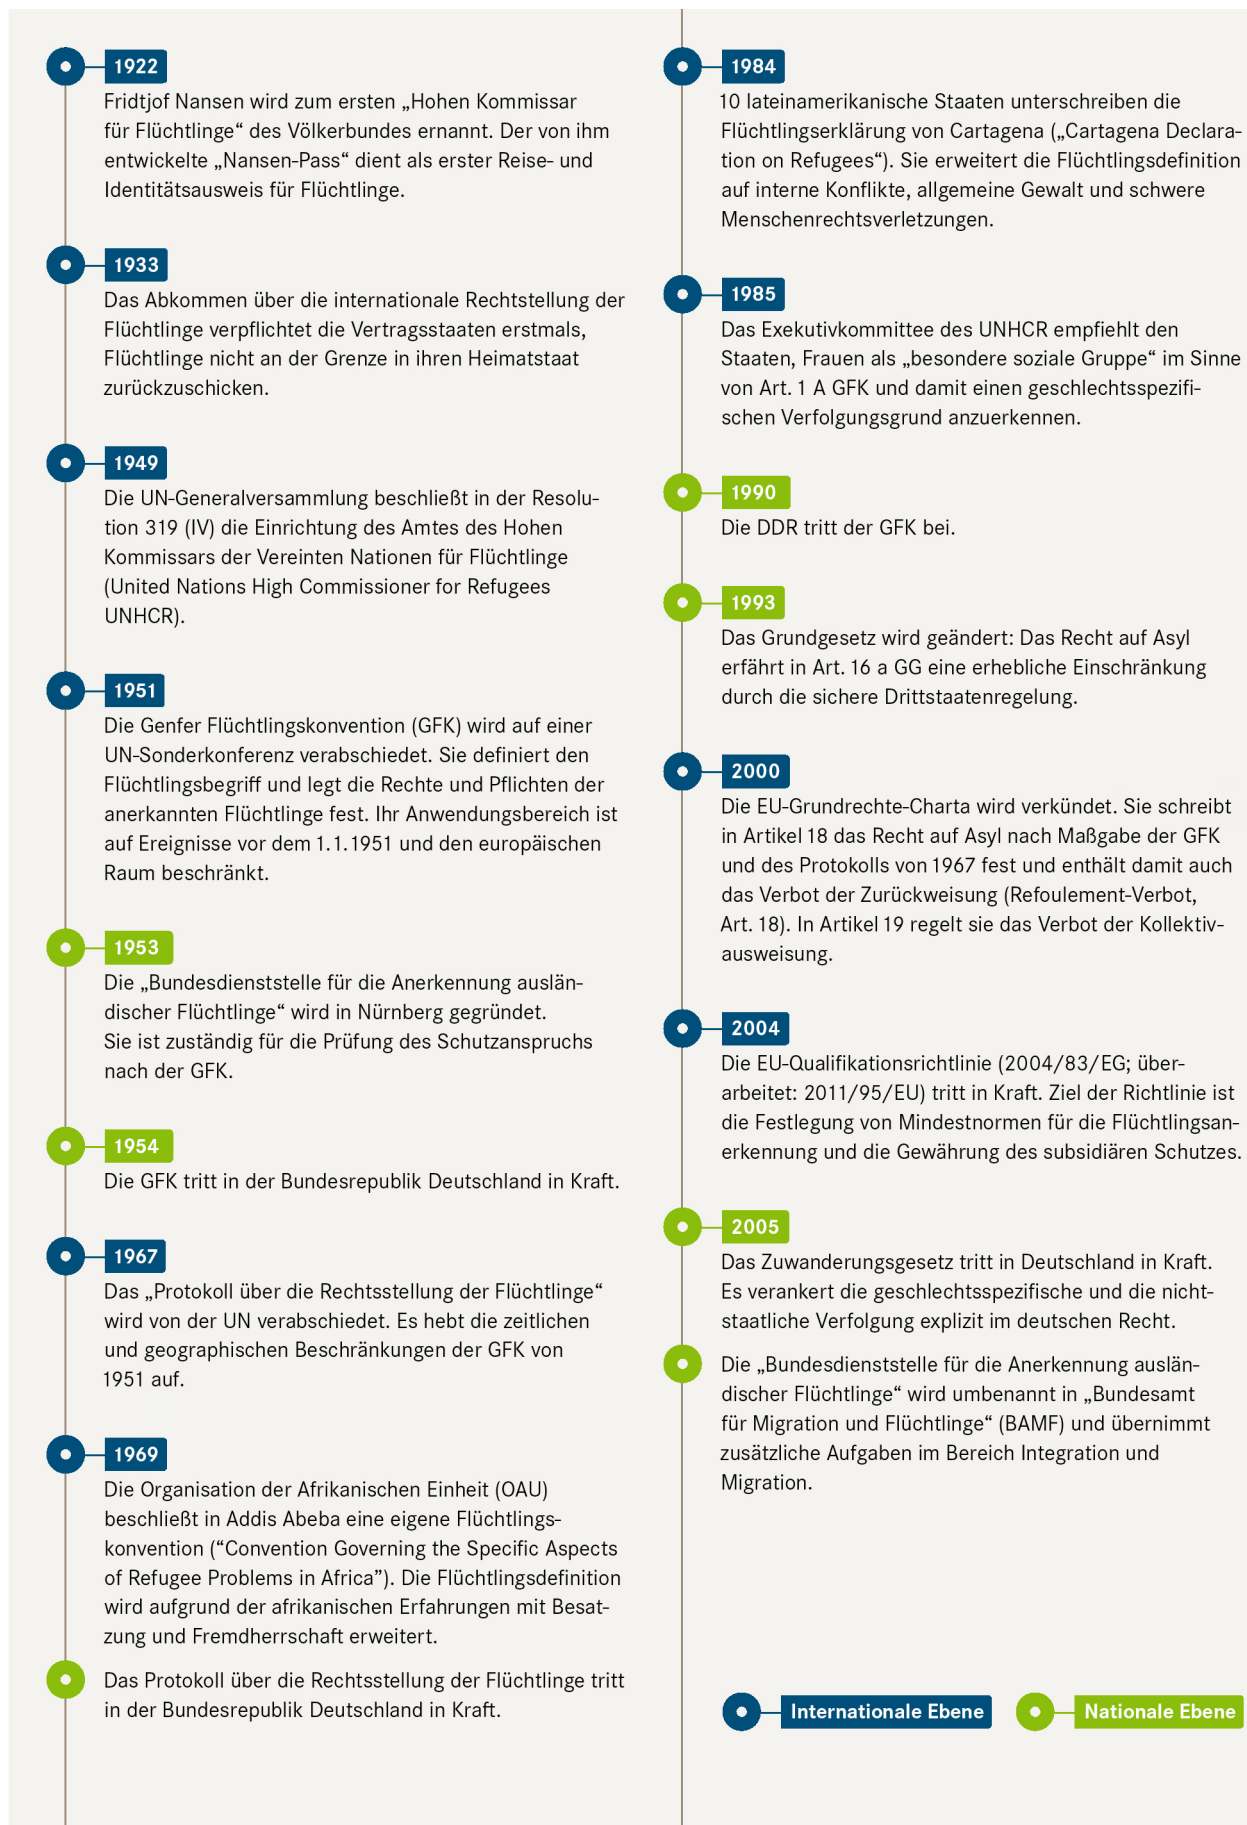 1922
Fridtjof Nansen wird zum ersten „Hohen Kommissar
für Flüchtlinge“ des Völkerbundes ernannt. Der von ihm
entwickelte „Nansen-Pass“ dient als erster Reise- und
Identitätsausweis für Flüchtlinge.
1933
Das Abkommen über die internationale Rechtstellung der
Flüchtlinge verpflichtet die Vertragsstaaten erstmals,
Flüchtlinge nicht an der Grenze in ihren Heimatstaat
zurückzuschicken.
1949
Die UN-Generalversammlung beschließt in der Resolu-
tion 319 (IV) die Einrichtung des Amtes des Hohen
Kommissars der Vereinten Nationen für Flüchtlinge
(United Nations High Commissioner for Refugees
UNHCR).
1951
Die Genfer Flüchtlingskonvention (GFK) wird auf einer
UN-Sonderkonferenz verabschiedet. Sie definiert den
Flüchtlingsbegriff und legt die Rechte und Pflichten der
anerkannten Flüchtlinge fest. Ihr Anwendungsbereich ist
auf Ereignisse vor dem 1.1.1951 und den europäischen
Raum beschränkt.
1953
Die „Bundesdienststelle für die Anerkennung auslän-
discher Flüchtlinge“ wird in Nürnberg gegründet.
Sie ist zuständig für die Prüfung des Schutzanspruchs
nach der GFK.
1954
Die GFK tritt in der Bundesrepublik Deutschland in Kraft.
1967
Das „Protokoll über die Rechtsstellung der Flüchtlinge“
wird von der UN verabschiedet. Es hebt die zeitlichen
und geographischen Beschränkungen der GFK von
1951 auf.
1969
Die Organisation der Afrikanischen Einheit (OAU)
beschließt in Addis Abeba eine eigene Flüchtlings-
konvention (“Convention Governing the Specific Aspects
of Refugee Problems in Africa”). Die Flüchtlingsdefinition
wird aufgrund der afrikanischen Erfahrungen mit Besat-
zung und Fremdherrschaft erweitert.
Das Protokoll über die Rechtsstellung der Flüchtlinge tritt
in der Bundesrepublik Deutschland in Kraft.
1984
10 lateinamerikanische Staaten unterschreiben die
Flüchtlingserklärung von Cartagena („Cartagena Declara-
tion on Refugees“). Sie erweitert die Flüchtlingsdefinition
auf interne Konflikte, allgemeine Gewalt und schwere
Menschenrechtsverletzungen.
1985
Das Exekutivkommittee des UNHCR empfiehlt den
Staaten, Frauen als „besondere soziale Gruppe“ im Sinne
von Art. 1 A GFK und damit einen geschlechtsspezifi-
schen Verfolgungsgrund anzuerkennen.
1990
Die DDR tritt der GFK bei.
1993
Das Grundgesetz wird geändert: Das Recht auf Asyl
erfährt in Art. 16 a GG eine erhebliche Einschränkung
durch die sichere Drittstaatenregelung.
2000
Die EU-Grundrechte-Charta wird verkündet. Sie schreibt
in Artikel 18 das Recht auf Asyl nach Maßgabe der GFK
und des Protokolls von 1967 fest und enthält damit auch
das Verbot der Zurückweisung (Refoulement-Verbot,
Art. 18). In Artikel 19 regelt sie das Verbot der Kollektiv-
ausweisung.
2004
Die EU-Qualifikationsrichtlinie (2004/83/EG; über-
arbeitet: 2011/95/EU) tritt in Kraft. Ziel der Richtlinie ist
die Festlegung von Mindestnormen für die Flüchtlingsan-
erkennung und die Gewährung des subsidiären Schutzes.
2005
Das Zuwanderungsgesetz tritt in Deutschland in Kraft.
Es verankert die geschlechtsspezifische und die nicht-
staatliche Verfolgung explizit im deutschen Recht.
Die „Bundesdienststelle für die Anerkennung auslän-
discher Flüchtlinge“ wird umbenannt in „Bundesamt
für Migration und Flüchtlinge“ (BAMF) und übernimmt
zusätzliche Aufgaben im Bereich Integration und
Migration.
Internationale Ebene
Nationale Ebene